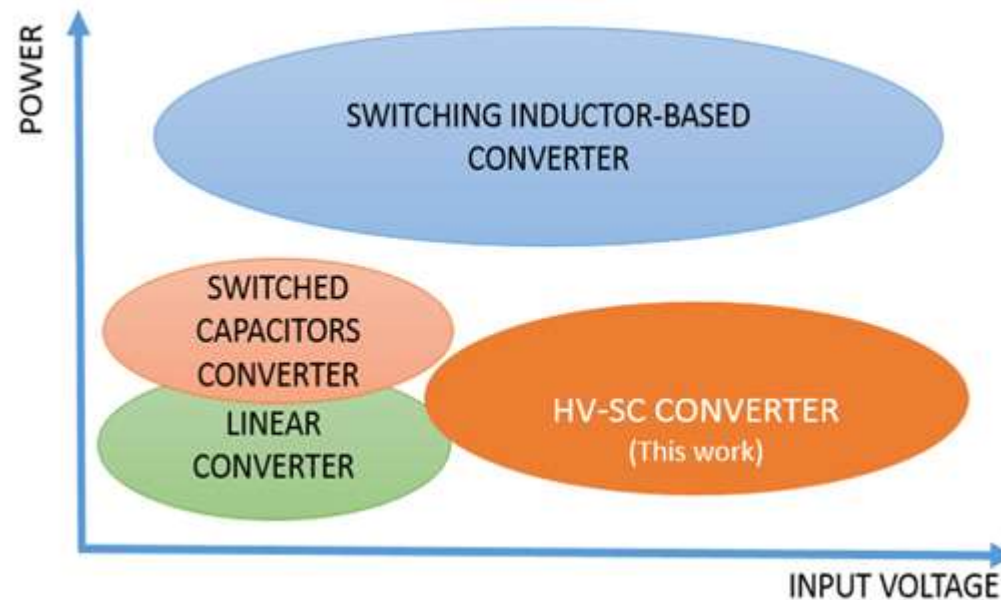 POWER
SWITCHING INDUCTOR-BASED
CONVERTER
SWITCHED
CAPACITORS
CONVERTER
LINEAR
CONVERTER
HV-SC CONVERTER
(This work)
INPUT VOLTAGE